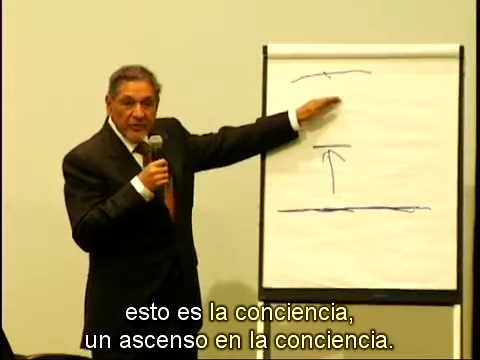 esto es la conciencia,
un ascenso en la conciencia.